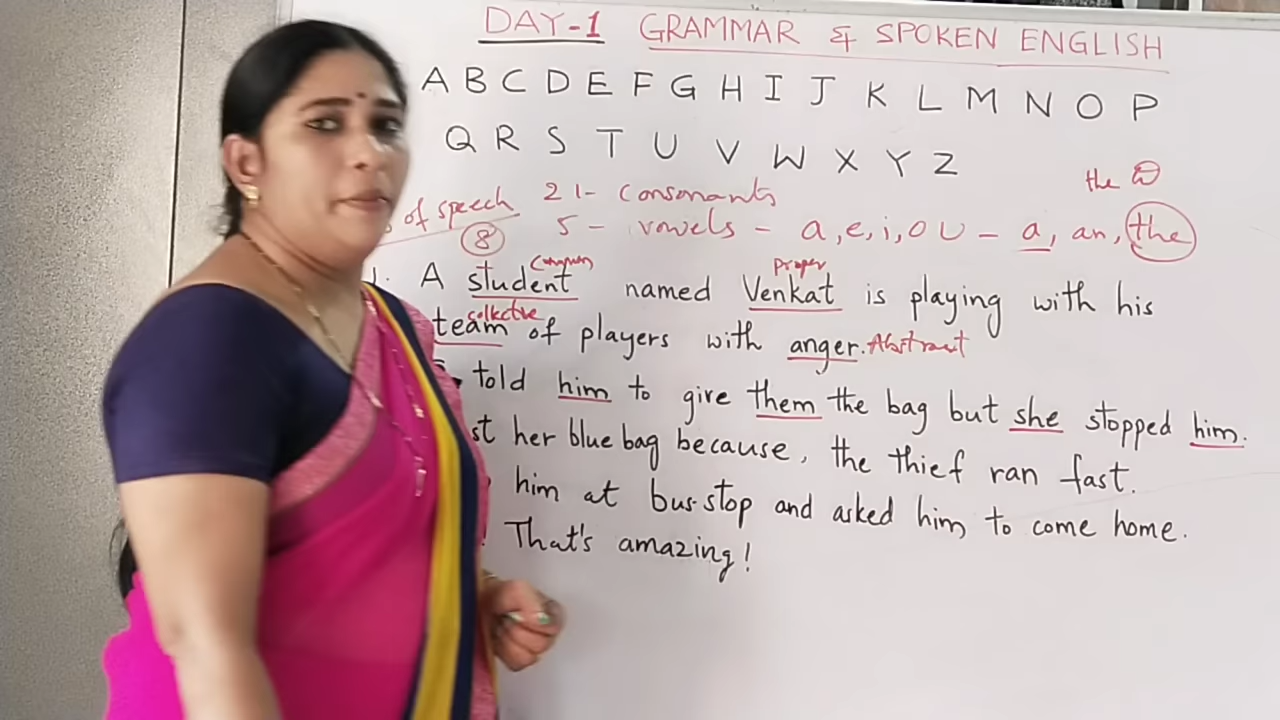 DAY-1 GRAMMAR & SPOKEN ENGLISH
A B C D E F G H I J K L M N O P
Q R S T U V W X Y Z
the
of speech 21- consonants
8 5 - vowels - a, e, i, o U - a, an, the
common proper
1. A student named Venkat is playing with his
collective
team of players with anger. Abstract
told him to give them the bag but she stopped him.
her blue bag because, the thief ran fast.
him at bus-stop and asked him to come home.
! That's amazing!